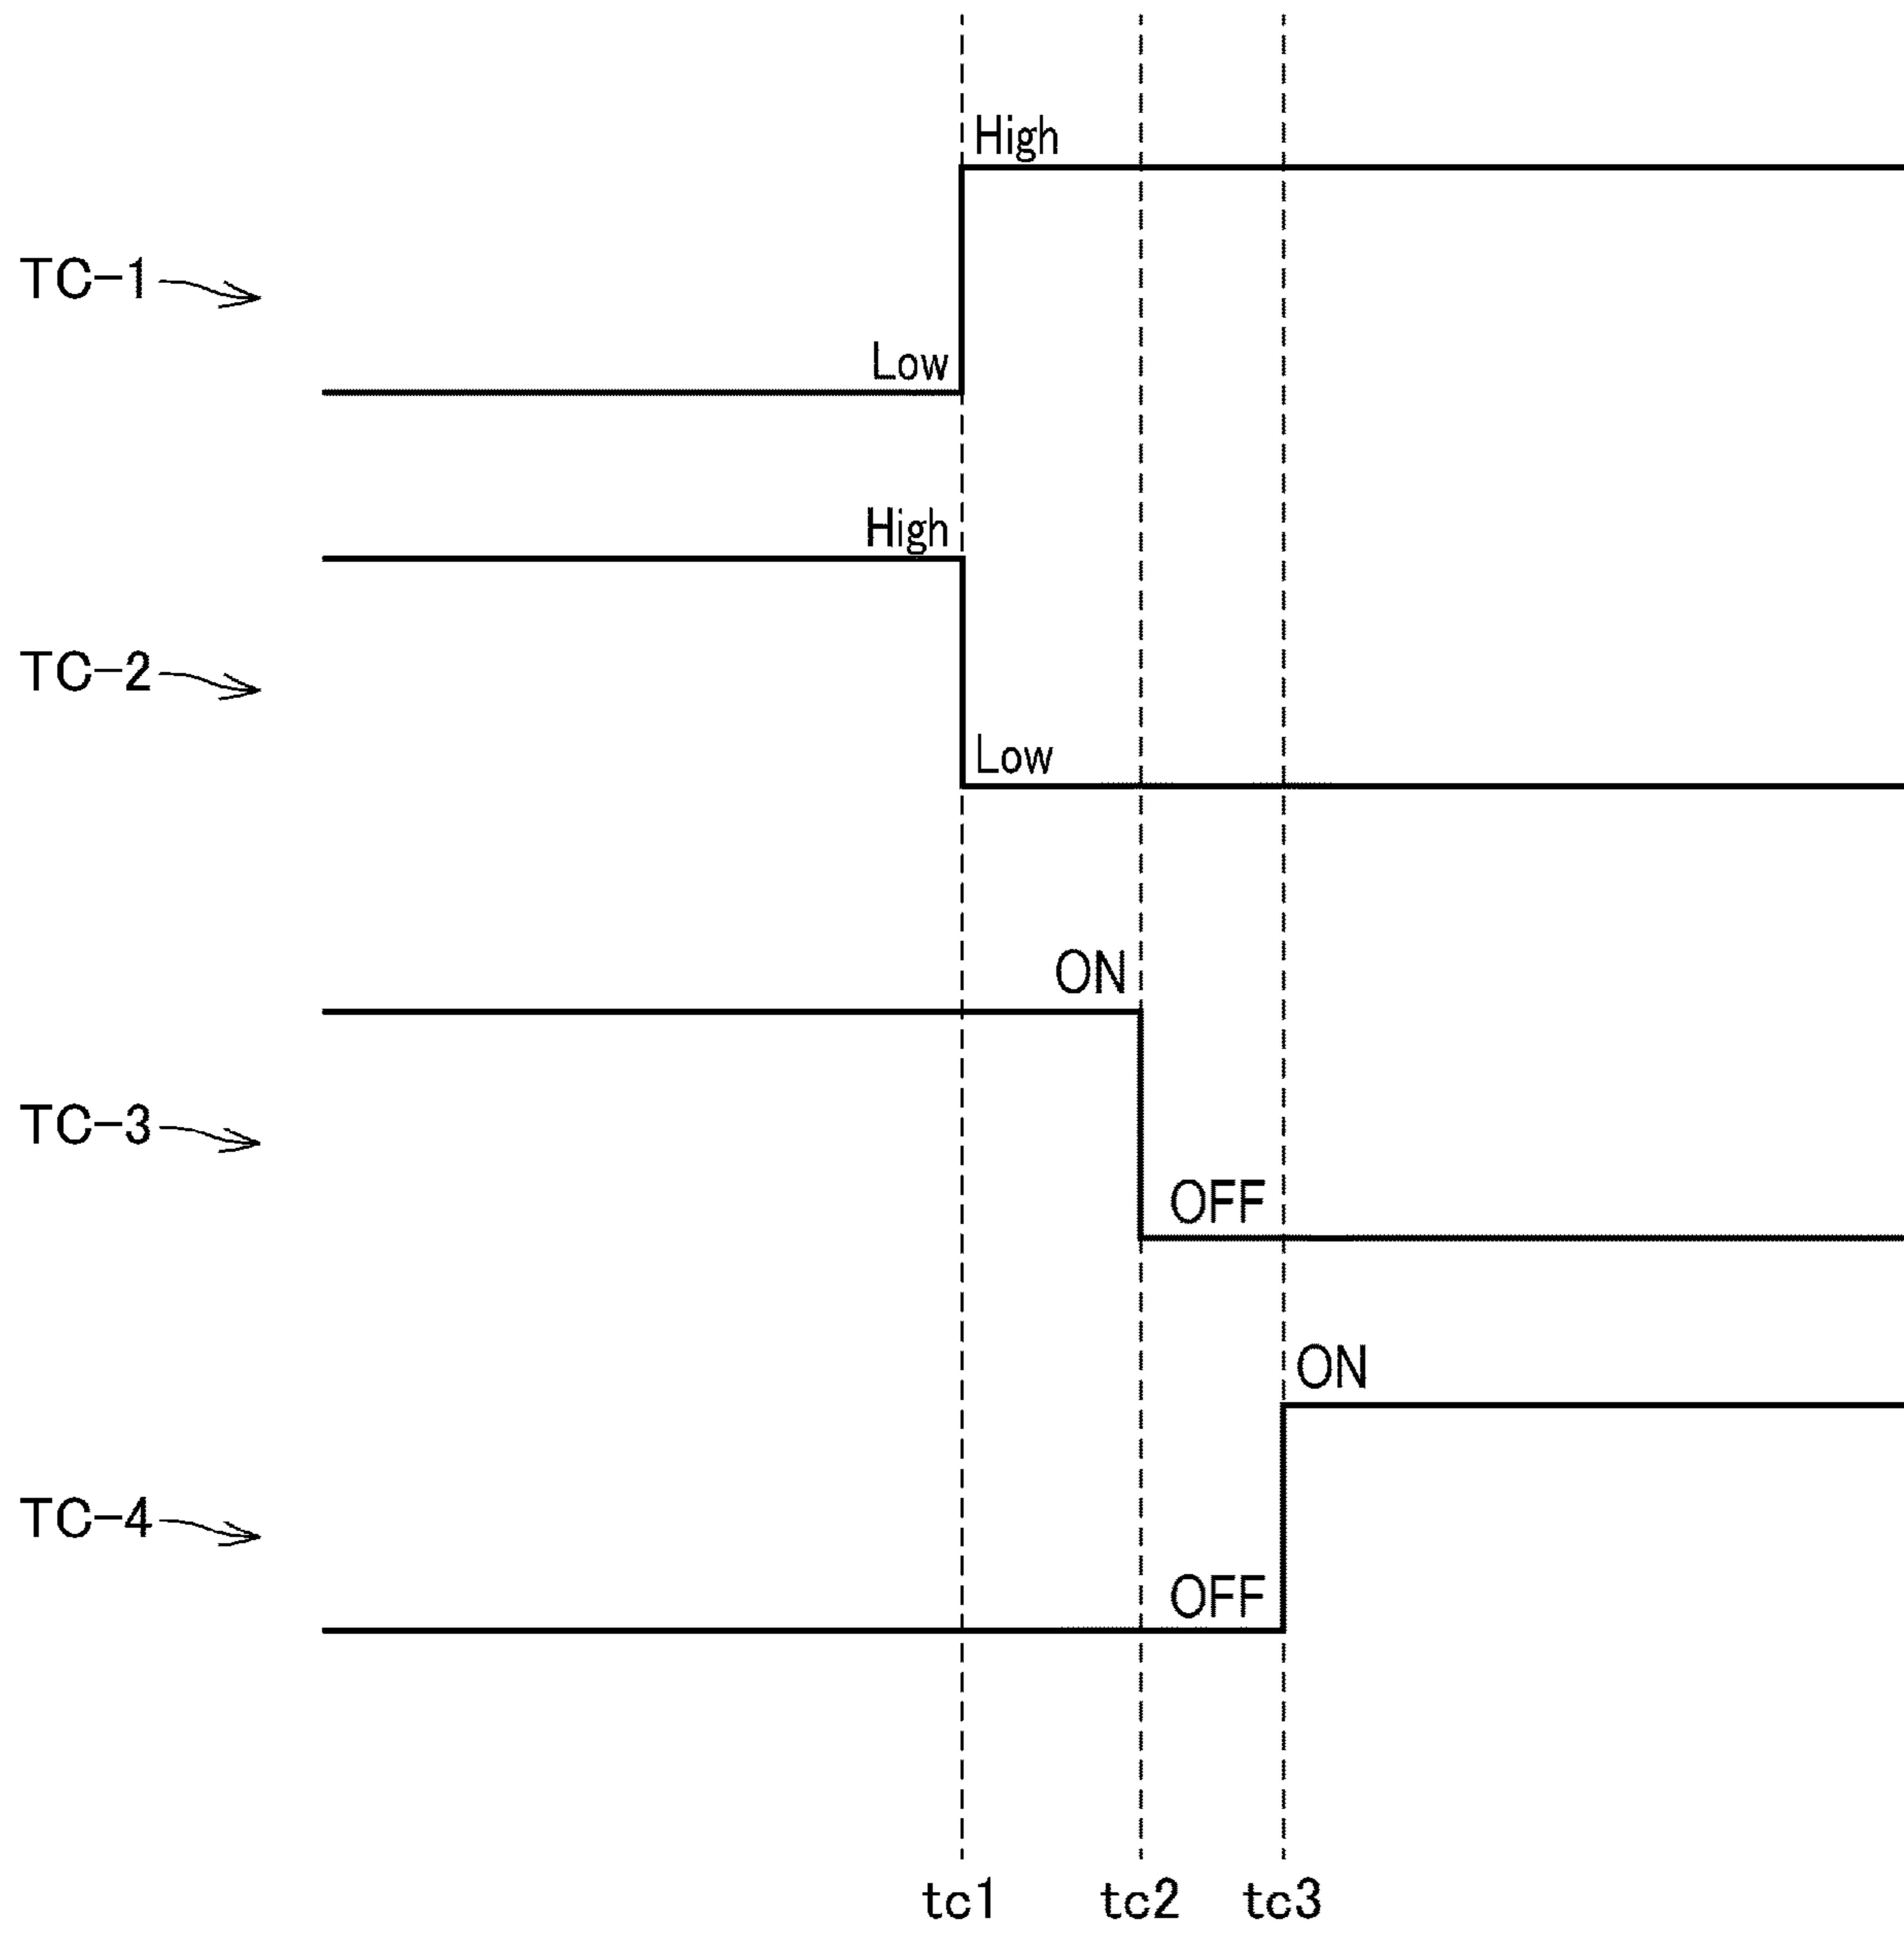 High
TC-1
Low
High
TC-2
Low
ON
TC-3
OFF
ON
TC-4
OFF
tc1 tc2 tc3